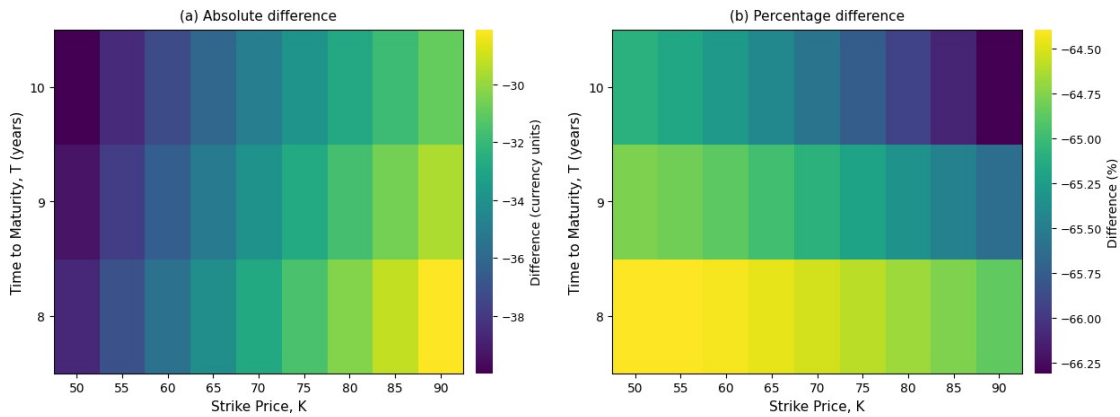 (a) Absolute difference
Time to Maturity, T (years)
10
9
8
50 55 60 65 70 75 80 85 90
Strike Price, K
−30
−32
−34
−36
−38
Difference (currency units)
(b) Percentage difference
Time to Maturity, T (years)
10
9
8
50 55 60 65 70 75 80 85 90
Strike Price, K
−64.50
−64.75
−65.00
−65.25
−65.50
−65.75
−66.00
−66.25
Difference (%)